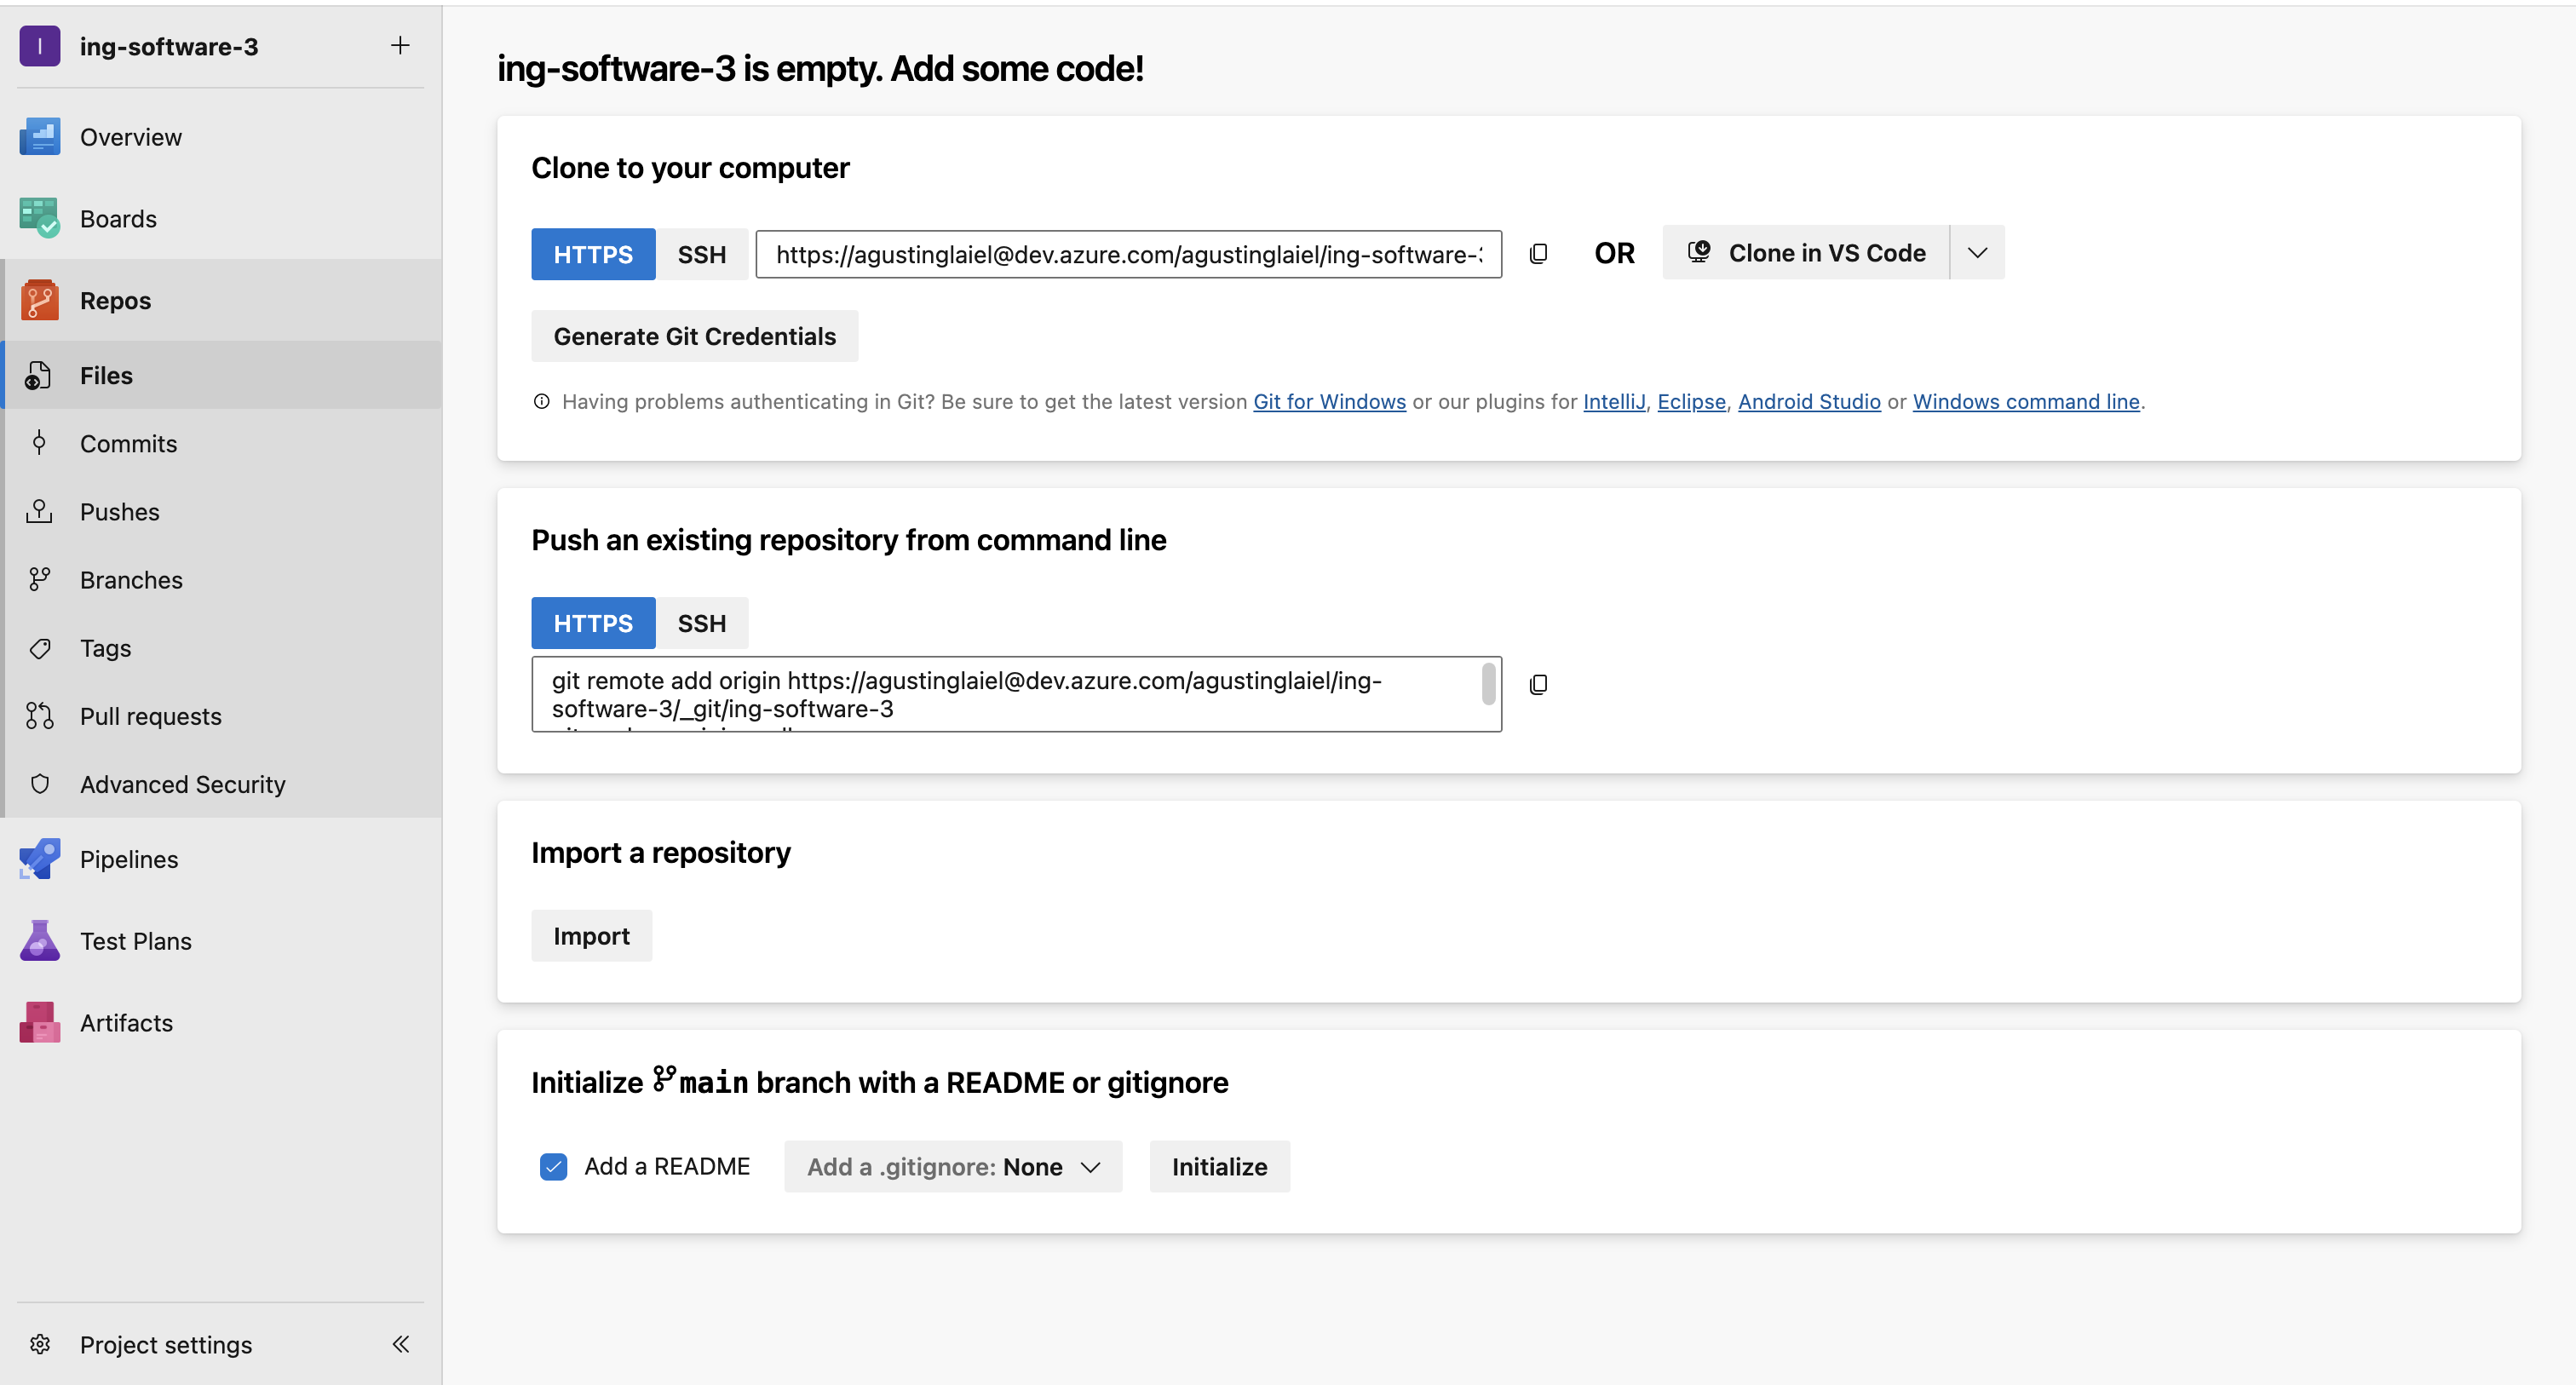 I
ing-software-3
Overview
Boards
Repos
Files
Commits
Pushes
Branches
Tags
Pull requests
Advanced Security
Pipelines
Test Plans
Artifacts
Project settings
ing-software-3 is empty. Add some code!
Clone to your computer
HTTPS SSH https://agustinglaiel@dev.azure.com/agustinglaiel/ing-software- OR Clone in VS Code
Generate Git Credentials
Having problems authenticating in Git? Be sure to get the latest version Git for Windows or our plugins for IntelliJ, Eclipse, Android Studio or Windows command line.
Push an existing repository from command line
HTTPS SSH
git remote add origin https://agustinglaiel@dev.azure.com/agustinglaiel/ing-
software-3/_git/ing-software-3
Import a repository
Import
Initialize main branch with a README or gitignore
Add a README Add a .gitignore: None Initialize